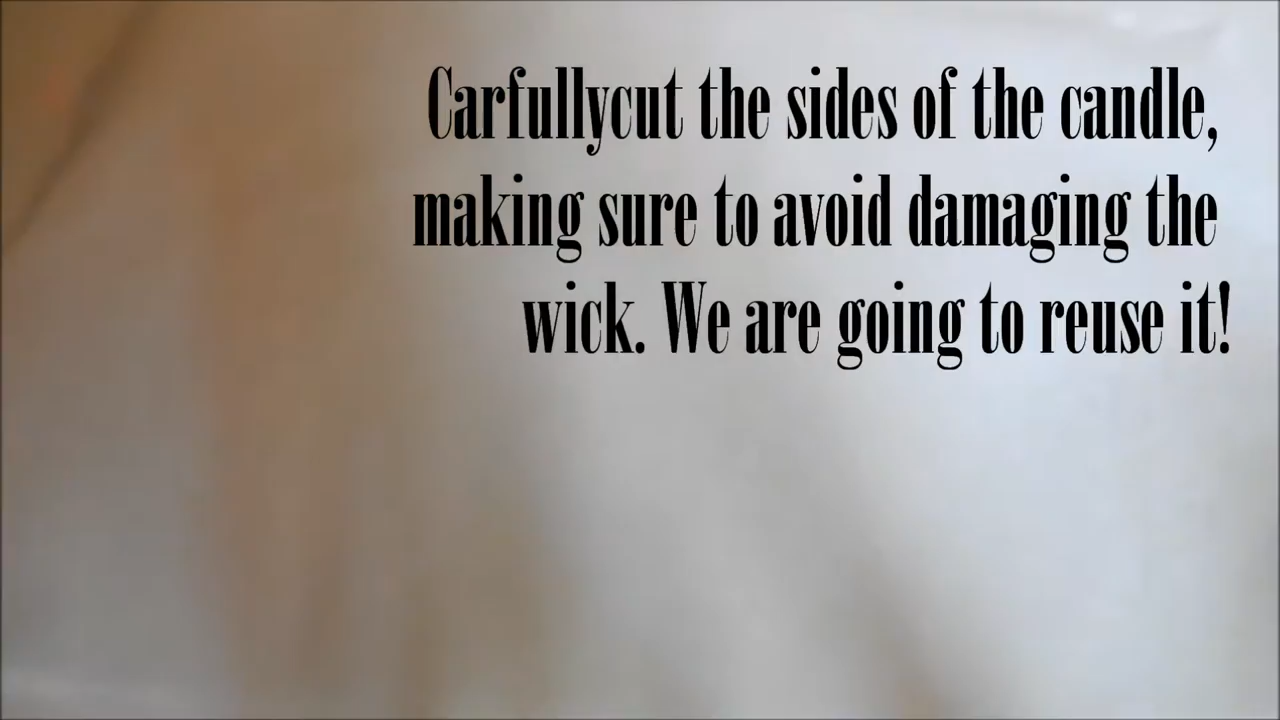 Carfullycut the sides of the candle,
making sure to avoid damaging the
wick. We are going to reuse it!